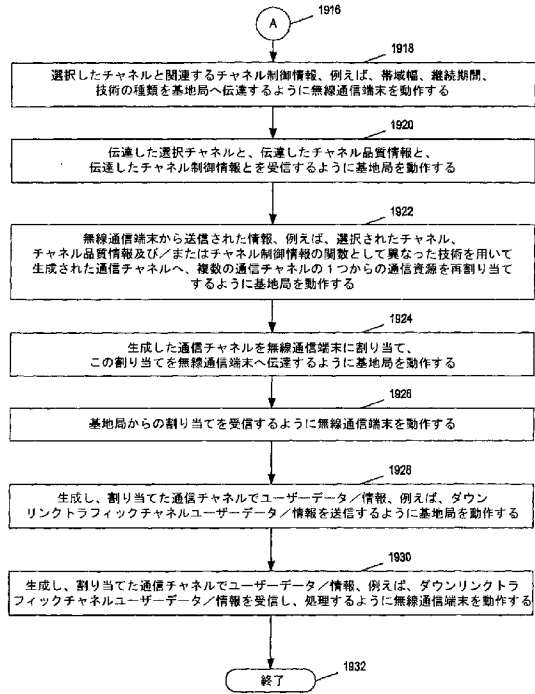 A
1916
1918
選択したチャネルと関連するチャネル制御情報、例えば、帯域幅、継続期間、
技術の種類を基地局へ伝達するように無線通信端末を動作する
1920
伝達した選択チャネルと、伝達したチャネル品質情報と、
伝達したチャネル制御情報とを受信するように基地局を動作する
1922
無線通信端末から送信された情報、例えば、選択されたチャネル、
チャネル品質情報及び/またはチャネル制御情報の関数として異なった技術を用いて
生成された通信チャネルへ、複数の通信チャネルの1つからの通信資源を再割り当て
するように基地局を動作する
1924
生成した通信チャネルを無線通信端末に割り当て、
この割り当てを無線通信端末へ伝達するように基地局を動作する
1926
基地局からの割り当てを受信するように無線通信端末を動作する
1928
生成し、割り当てた通信チャネルでユーザーデータ/情報、例えば、ダウン
リンクトラフィックチャネルユーザーデータ/情報を送信するように基地局を動作する
1930
生成し、割り当てた通信チャネルでユーザーデータ/情報、例えば、ダウンリンクトラ
フィックチャネルユーザーデータ/情報を受信し、処理するように無線通信端末を動作する
終了
1932